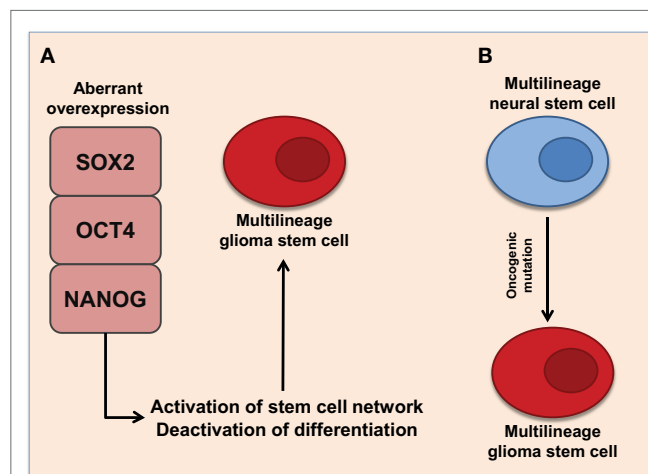 A
Aberrant
overexpression
SOX2
OCT4
NANOG
Multilineage
glioma stem cell
Activation of stem cell network
Deactivation of differentiation
B
Multilineage
neural stem cell
Oncogenic
mutation
Multilineage
glioma stem cell